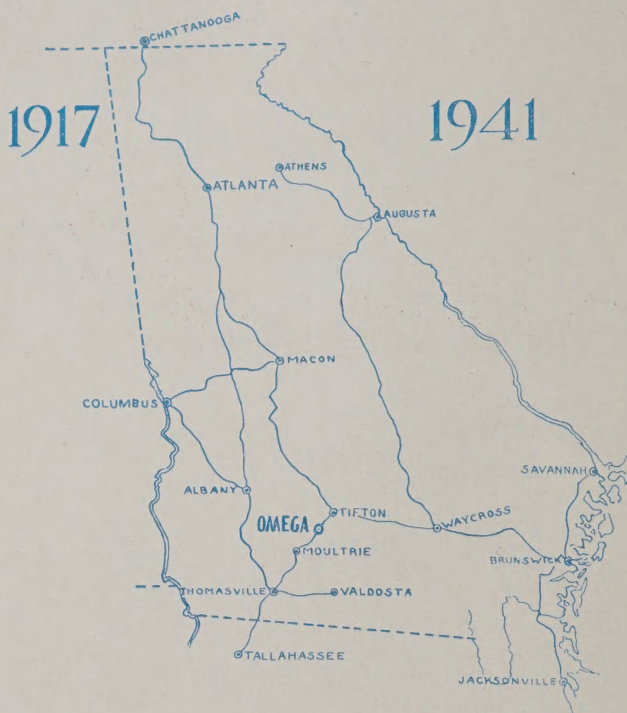 CHATTANOOGA
1917
1941
ATHENS
ATLANTA
AUGUSTA
MACON
COLUMBUS
SAVANNAH
ALBANY
TIFTON
OMEGA
WAYCROSS
MOULTRIE
BRUNSWICK
THOMASVILLE
VALDOSTA
TALLAHASSEE
JACKSONVILLE